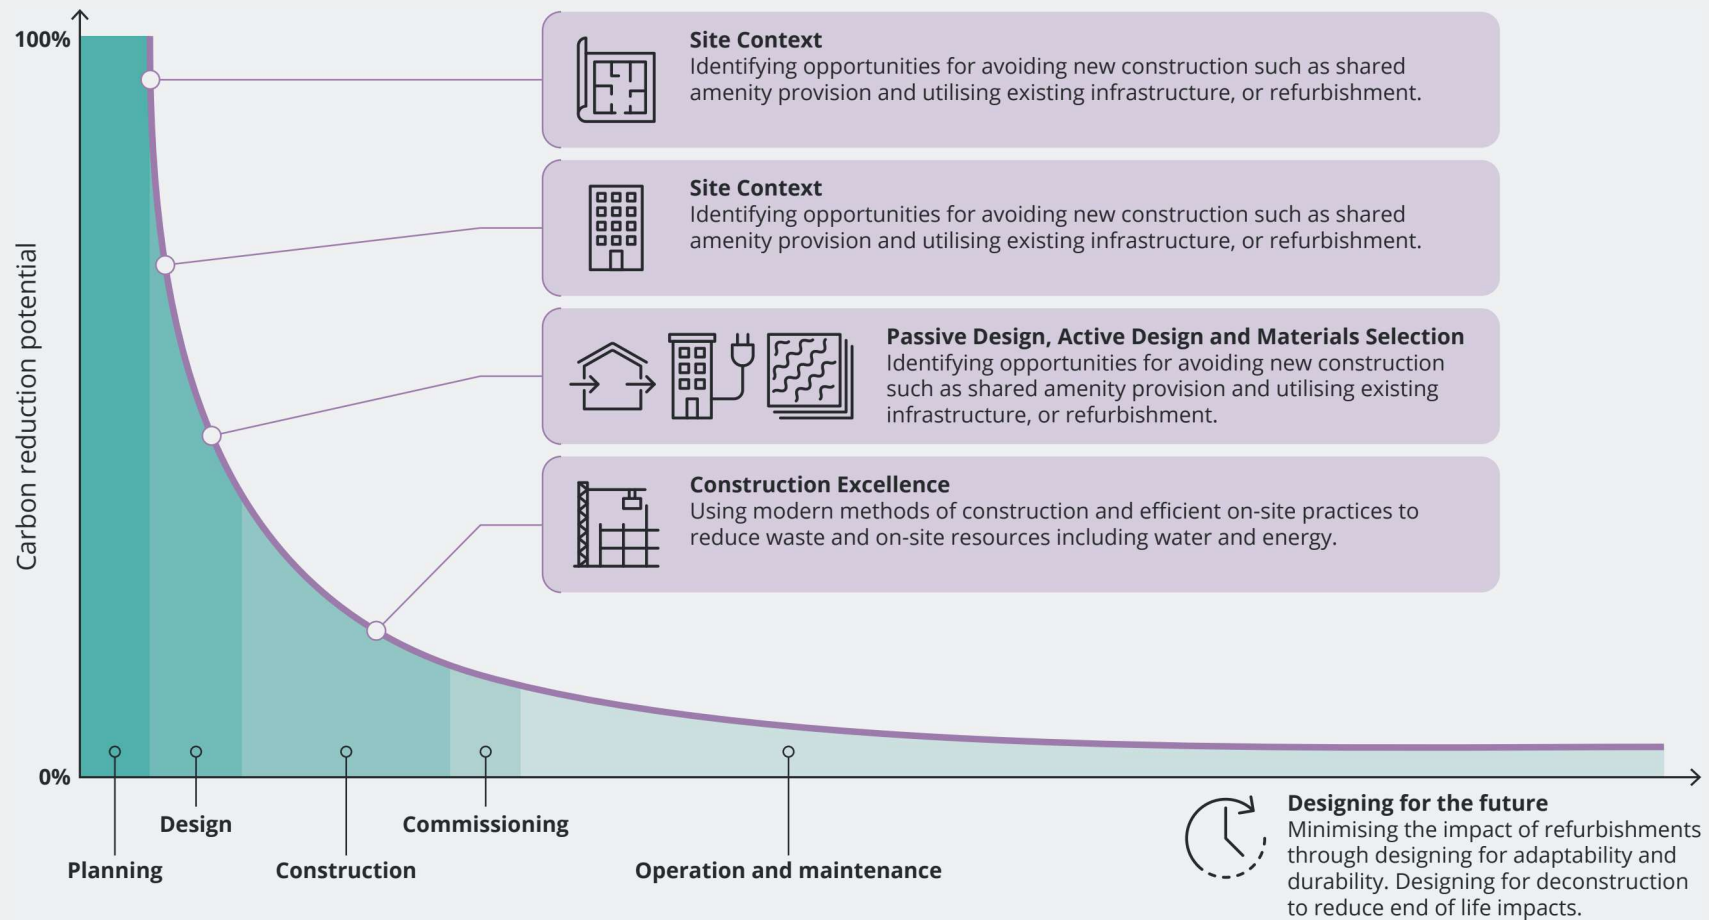 100%
Carbon reduction potential
0%
Site Context
Identifying opportunities for avoiding new construction such as shared
amenity provision and utilising existing infrastructure, or refurbishment.
Site Context
Identifying opportunities for avoiding new construction such as shared
amenity provision and utilising existing infrastructure, or refurbishment.
Passive Design, Active Design and Materials Selection
Identifying opportunities for avoiding new construction
such as shared amenity provision and utilising existing
infrastructure, or refurbishment.
Construction Excellence
Using modern methods of construction and efficient on-site practices to
reduce waste and on-site resources including water and energy.
Design
Commissioning
Planning
Construction
Operation and maintenance
Designing for the future
Minimising the impact of refurbishments
through designing for adaptability and
durability. Designing for deconstruction
to reduce end of life impacts.